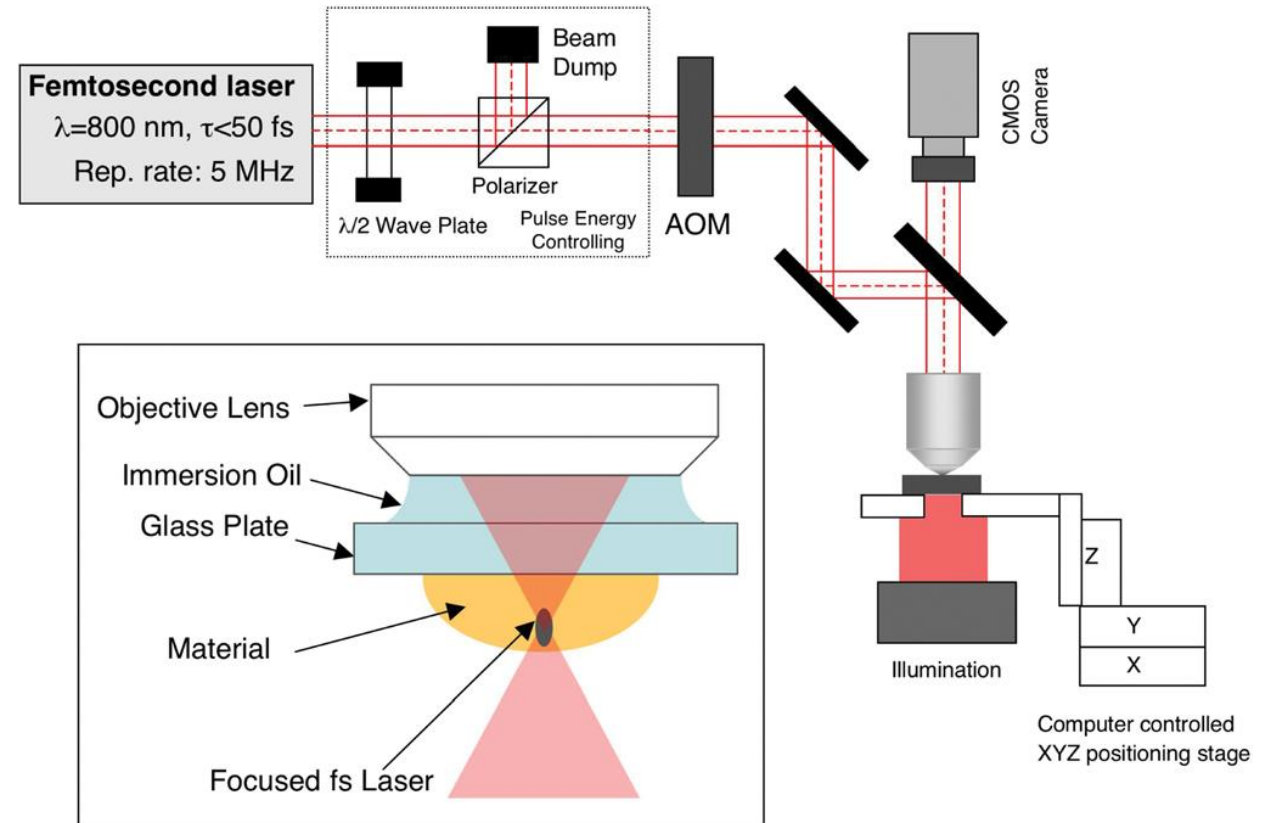 Femtosecond laser
λ=800 nm, τ<50 fs
Rep. rate: 5 MHz
Beam
Dump
Polarizer
λ/2 Wave Plate
Pulse Energy
Controlling
AOM
CMOS
Camera
Objective Lens
Immersion Oil
Glass Plate
Material
Focused fs Laser
Z
Y
X
Illumination
Computer controlled
XYZ positioning stage